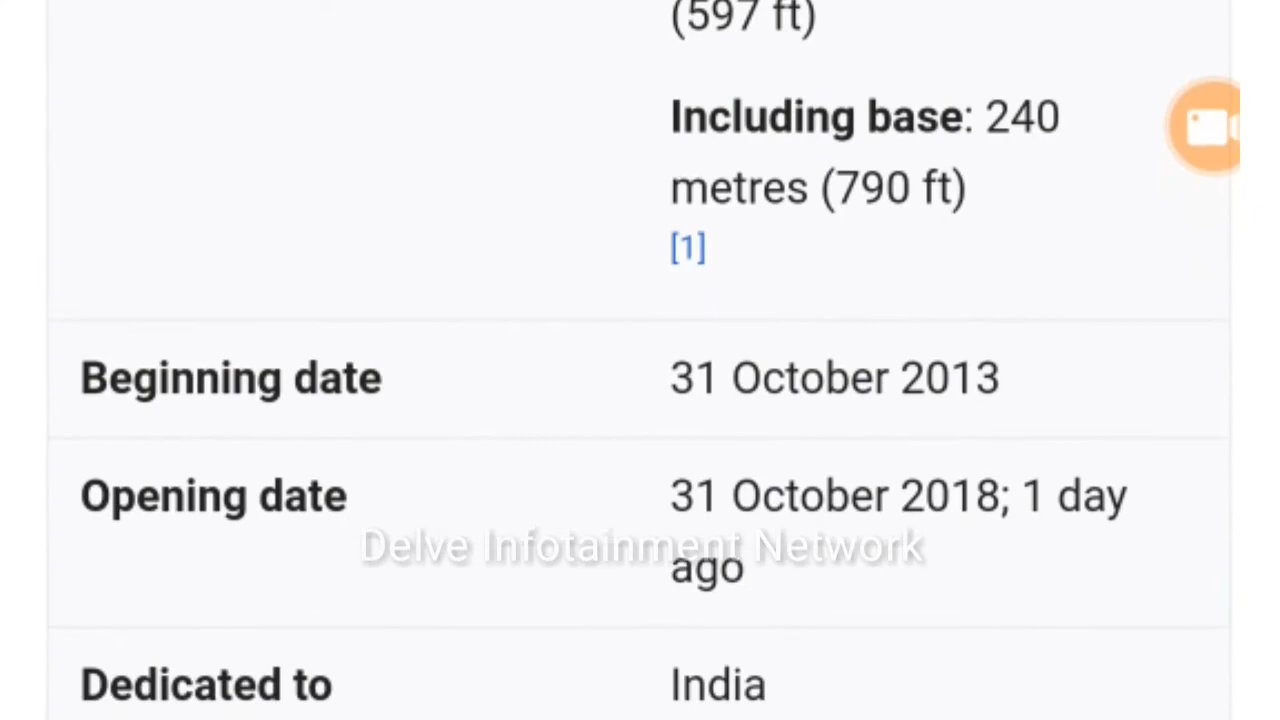 (597 ft)
Including base: 240
metres (790 ft)
[1]
Beginning date 31 October 2013
Opening date 31 October 2018; 1 day
ago
Delve Infotainment Network
Dedicated to India